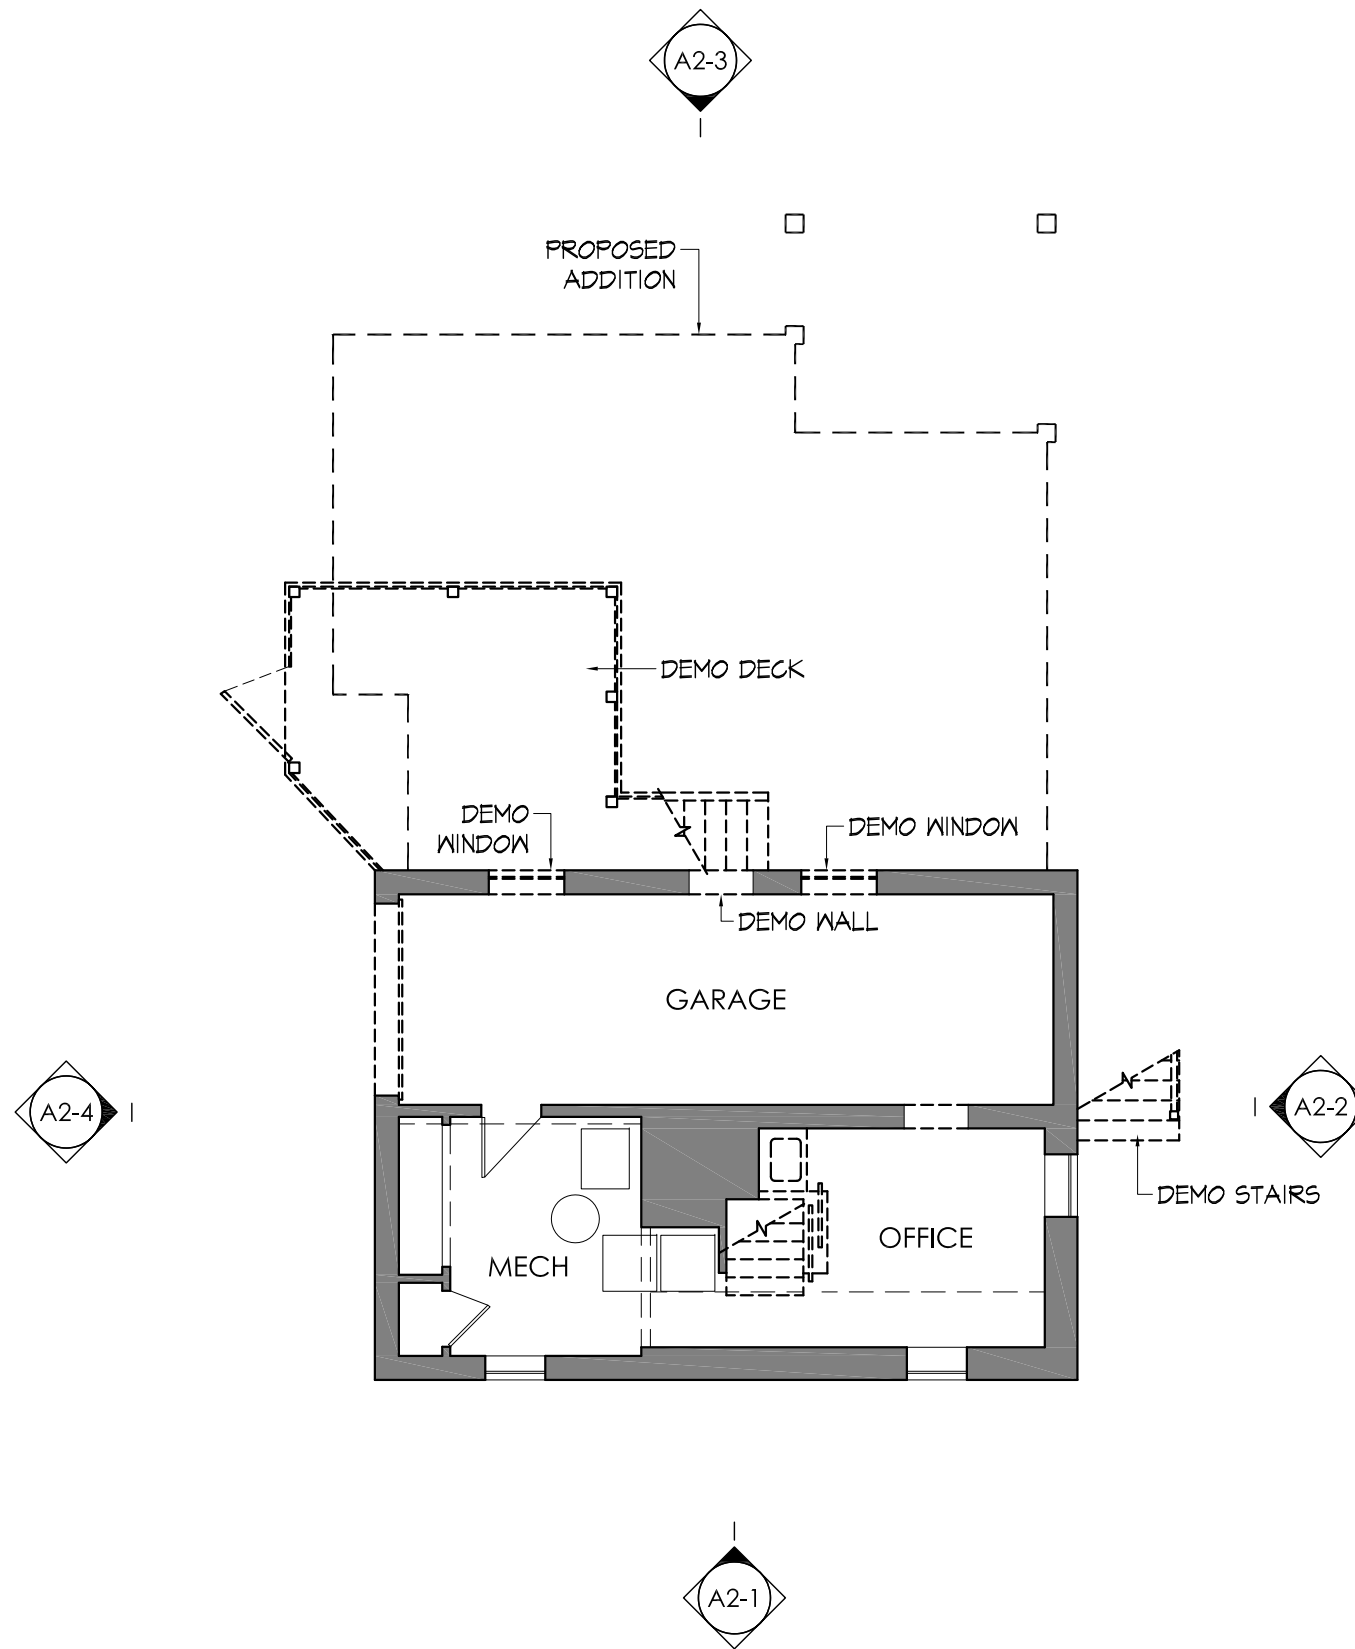 A2-3
PROPOSED
ADDITION
DEMO DECK
DEMO
WINDOW
DEMO WINDOW
DEMO WALL
GARAGE
A2-4
A2-2
DEMO STAIRS
OFFICE
MECH
A2-1